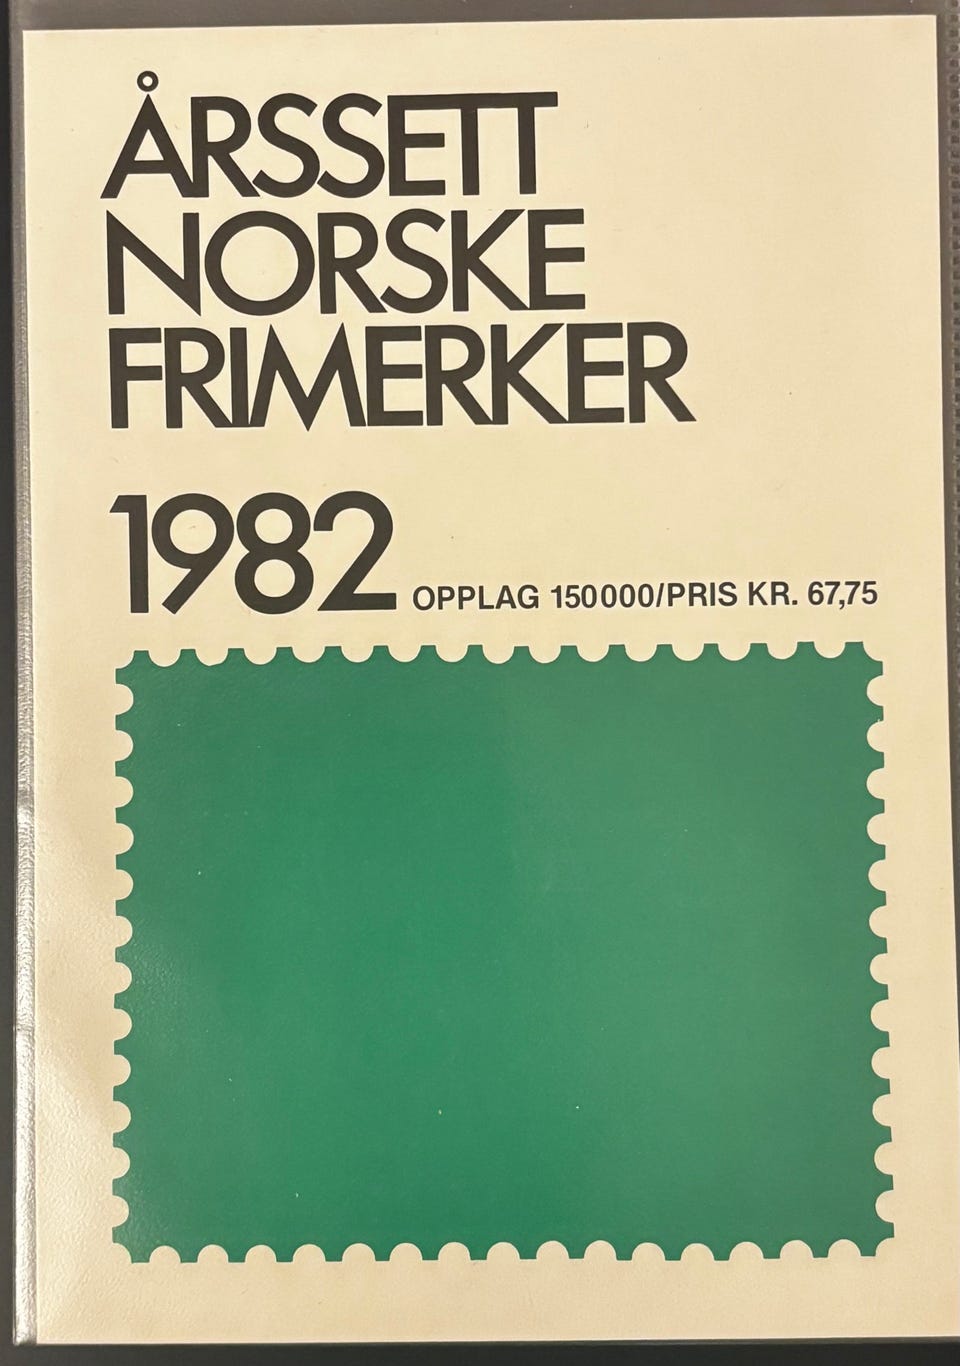 ÅRSSETT
NORSKE
FRIMERKER
1982 OPPLAG 150000/PRIS KR. 67,75